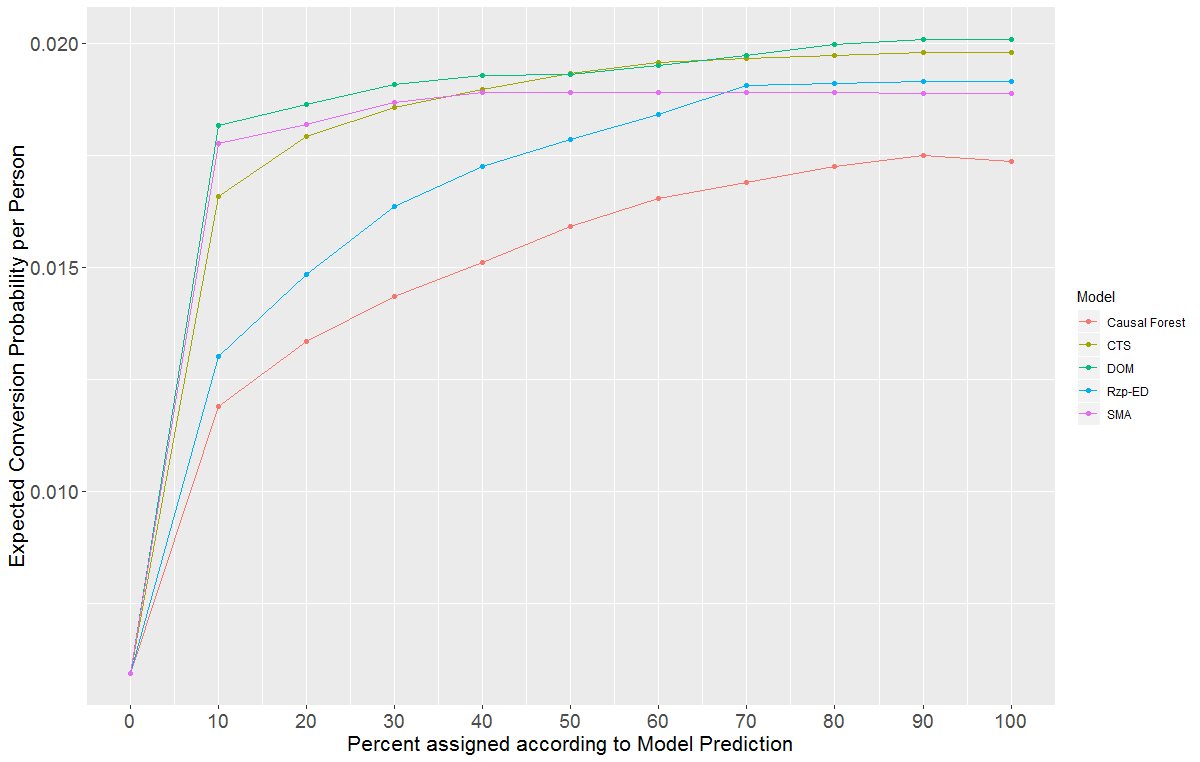 Expected Conversion Probability per Person
0.020
0.015
0.010
0 10 20 30 40 50 60 70 80 90 100
Percent assigned according to Model Prediction
Model
Causal Forest
CTS
DOM
Rzp-ED
SMA